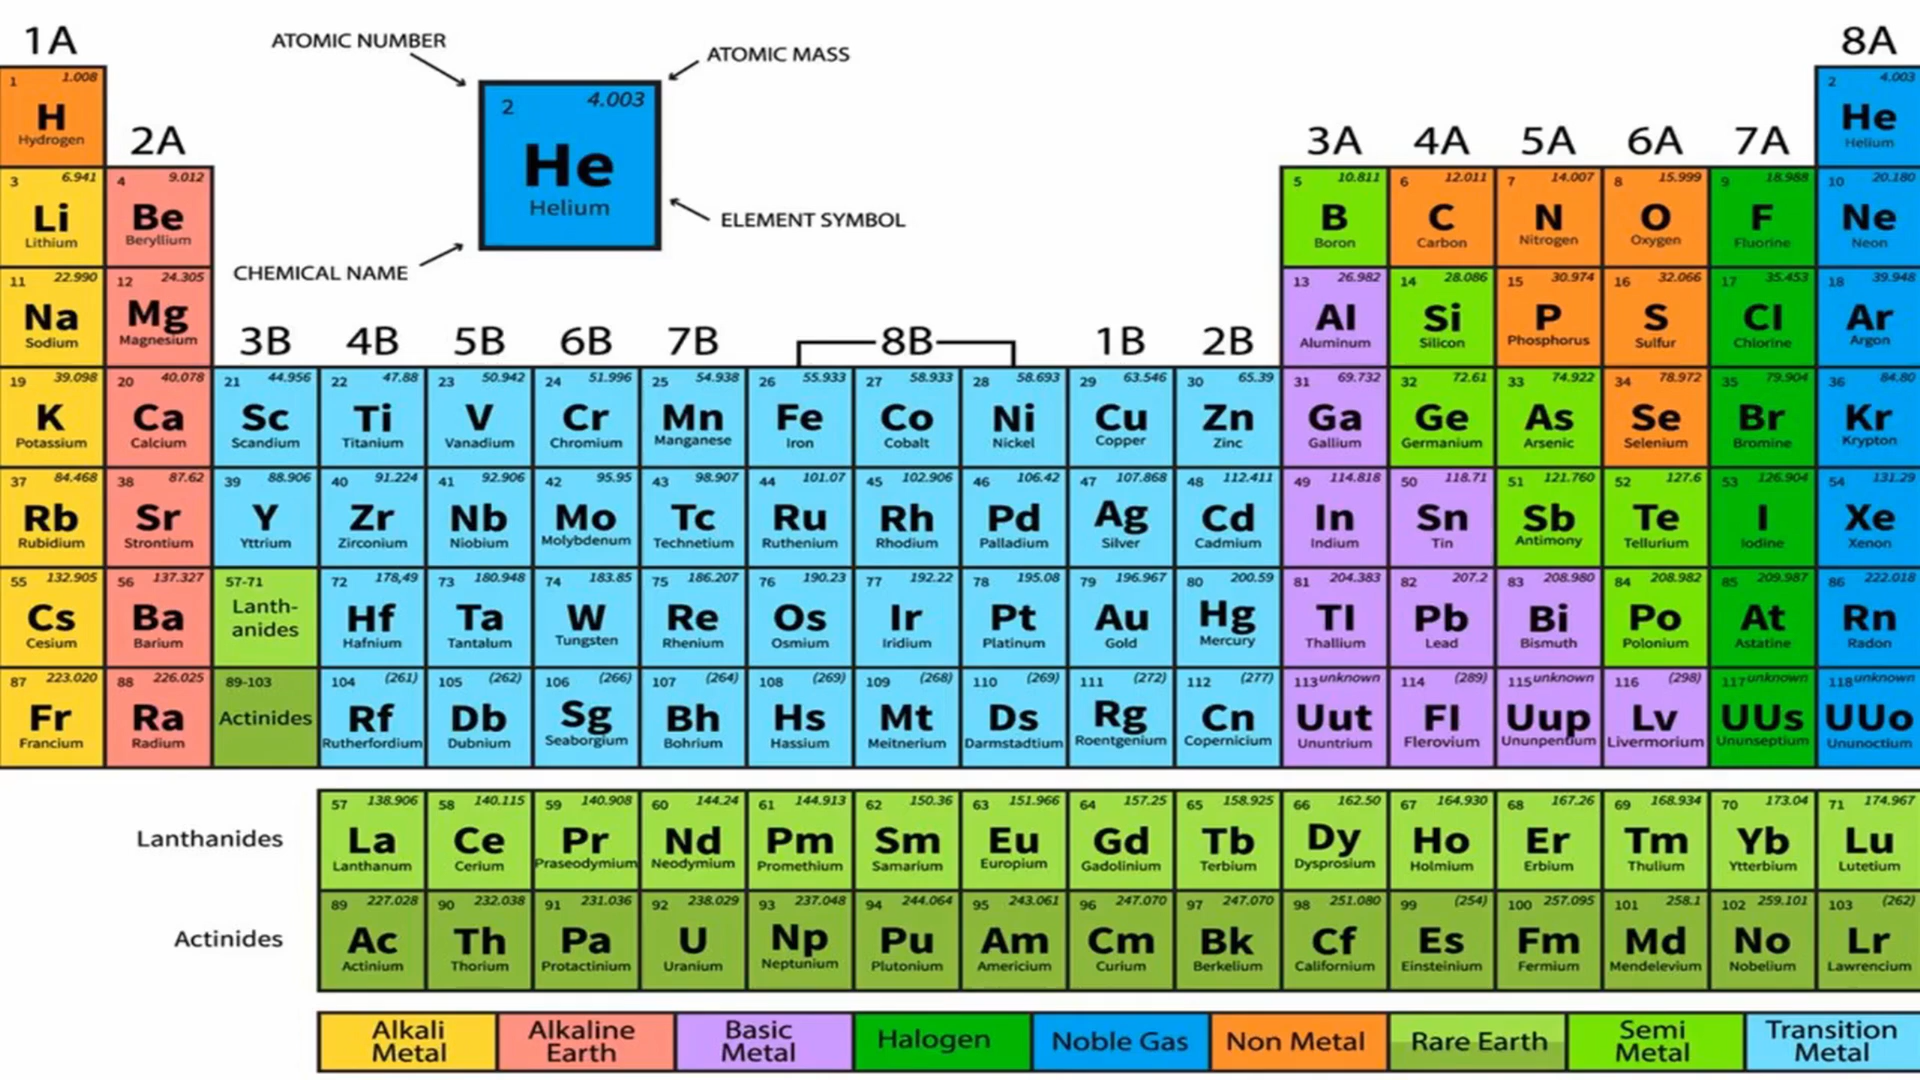 1A
8A
ATOMIC NUMBER
ATOMIC MASS
2 4.003
He
Helium
ELEMENT SYMBOL
CHEMICAL NAME
1 1.008
H
Hydrogen
2 4.003
He
Helium
2A
3A 4A 5A 6A 7A
3 6.941 4 9.012 5 10.811 6 12.011 7 14.007 8 15.999 9 18.988 10 20.180
Li Be B C N O F Ne
Lithium Beryllium Boron Carbon Nitrogen Oxygen Fluorine Neon
11 22.990 12 24.305 13 26.982 14 28.086 15 30.974 16 32.066 17 35.453 18 39.948
Na Mg Al Si P S Cl Ar
Sodium Magnesium Aluminum Silicon Phosphorus Sulfur Chlorine Argon
3B 4B 5B 6B 7B 8B 1B 2B
19 39.098 20 40.078 21 44.956 22 47.88 23 50.942 24 51.996 25 54.938 26 55.933 27 58.933 28 58.693 29 63.546 30 65.39 31 69.732 32 72.61 33 74.922 34 78.972 35 79.904 36 84.80
K Ca Sc Ti V Cr Mn Fe Co Ni Cu Zn Ga Ge As Se Br Kr
Potassium Calcium Scandium Titanium Vanadium Chromium Manganese Iron Cobalt Nickel Copper Zinc Gallium Germanium Arsenic Selenium Bromine Krypton
37 84.468 38 87.62 39 88.906 40 91.224 41 92.906 42 95.95 43 98.907 44 101.07 45 102.906 46 106.42 47 107.868 48 112.411 49 114.818 50 118.71 51 121.760 52 127.6 53 126.904 54 131.29
Rb Sr Y Zr Nb Mo Tc Ru Rh Pd Ag Cd In Sn Sb Te I Xe
Rubidium Strontium Yttrium Zirconium Niobium Molybdenum Technetium Ruthenium Rhodium Palladium Silver Cadmium Indium Tin Antimony Tellurium Iodine Xenon
55 132.905 56 137.327 57-71 72 178,49 73 180.948 74 183.85 75 186.207 76 190.23 77 192.22 78 195.08 79 196.967 80 200.59 81 204.383 82 207.2 83 208.980 84 208.982 85 209.987 86 222.018
Cs Ba Lanth-anides Hf Ta W Re Os Ir Pt Au Hg Tl Pb Bi Po At Rn
Cesium Barium Hafnium Tantalum Tungsten Rhenium Osmium Iridium Platinum Gold Mercury Thallium Lead Bismuth Polonium Astatine Radon
87 223.020 88 226.025 89-103 104 (261) 105 (262) 106 (266) 107 (264) 108 (269) 109 (268) 110 (269) 111 (272) 112 (277) 113 unknown 114 (289) 115 unknown 116 (298) 117 unknown 118 unknown
Fr Ra Actinides Rf Db Sg Bh Hs Mt Ds Rg Cn Uut Fl Uup Lv UUs UUo
Francium Radium Rutherfordium Dubnium Seaborgium Bohrium Hassium Meitnerium Darmstadtium Roentgenium Copernicium Ununtrium Flerovium Ununpentium Livermorium Ununseptium Ununoctium
57 138.906 58 140.115 59 140.908 60 144.24 61 144.913 62 150.36 63 151.966 64 157.25 65 158.925 66 162.50 67 164.930 68 167.26 69 168.934 70 173.04 71 174.967
Lanthanides La Ce Pr Nd Pm Sm Eu Gd Tb Dy Ho Er Tm Yb Lu
Lanthanum Cerium Praseodymium Neodymium Promethium Samarium Europium Gadolinium Terbium Dysprosium Holmium Erbium Thulium Ytterbium Lutetium
89 227.028 90 232.038 91 231.036 92 238.029 93 237.048 94 244.064 95 243.061 96 247.070 97 247.070 98 251.080 99 (254) 100 257.095 101 258.1 102 259.101 103 (262)
Actinides Ac Th Pa U Np Pu Am Cm Bk Cf Es Fm Md No Lr
Actinium Thorium Protactinium Uranium Neptunium Plutonium Americium Curium Berkelium Californium Einsteinium Fermium Mendelevium Nobelium Lawrencium
Alkali Metal
Alkaline Earth
Basic Metal
Halogen
Noble Gas
Non Metal
Rare Earth
Semi Metal
Transition Metal